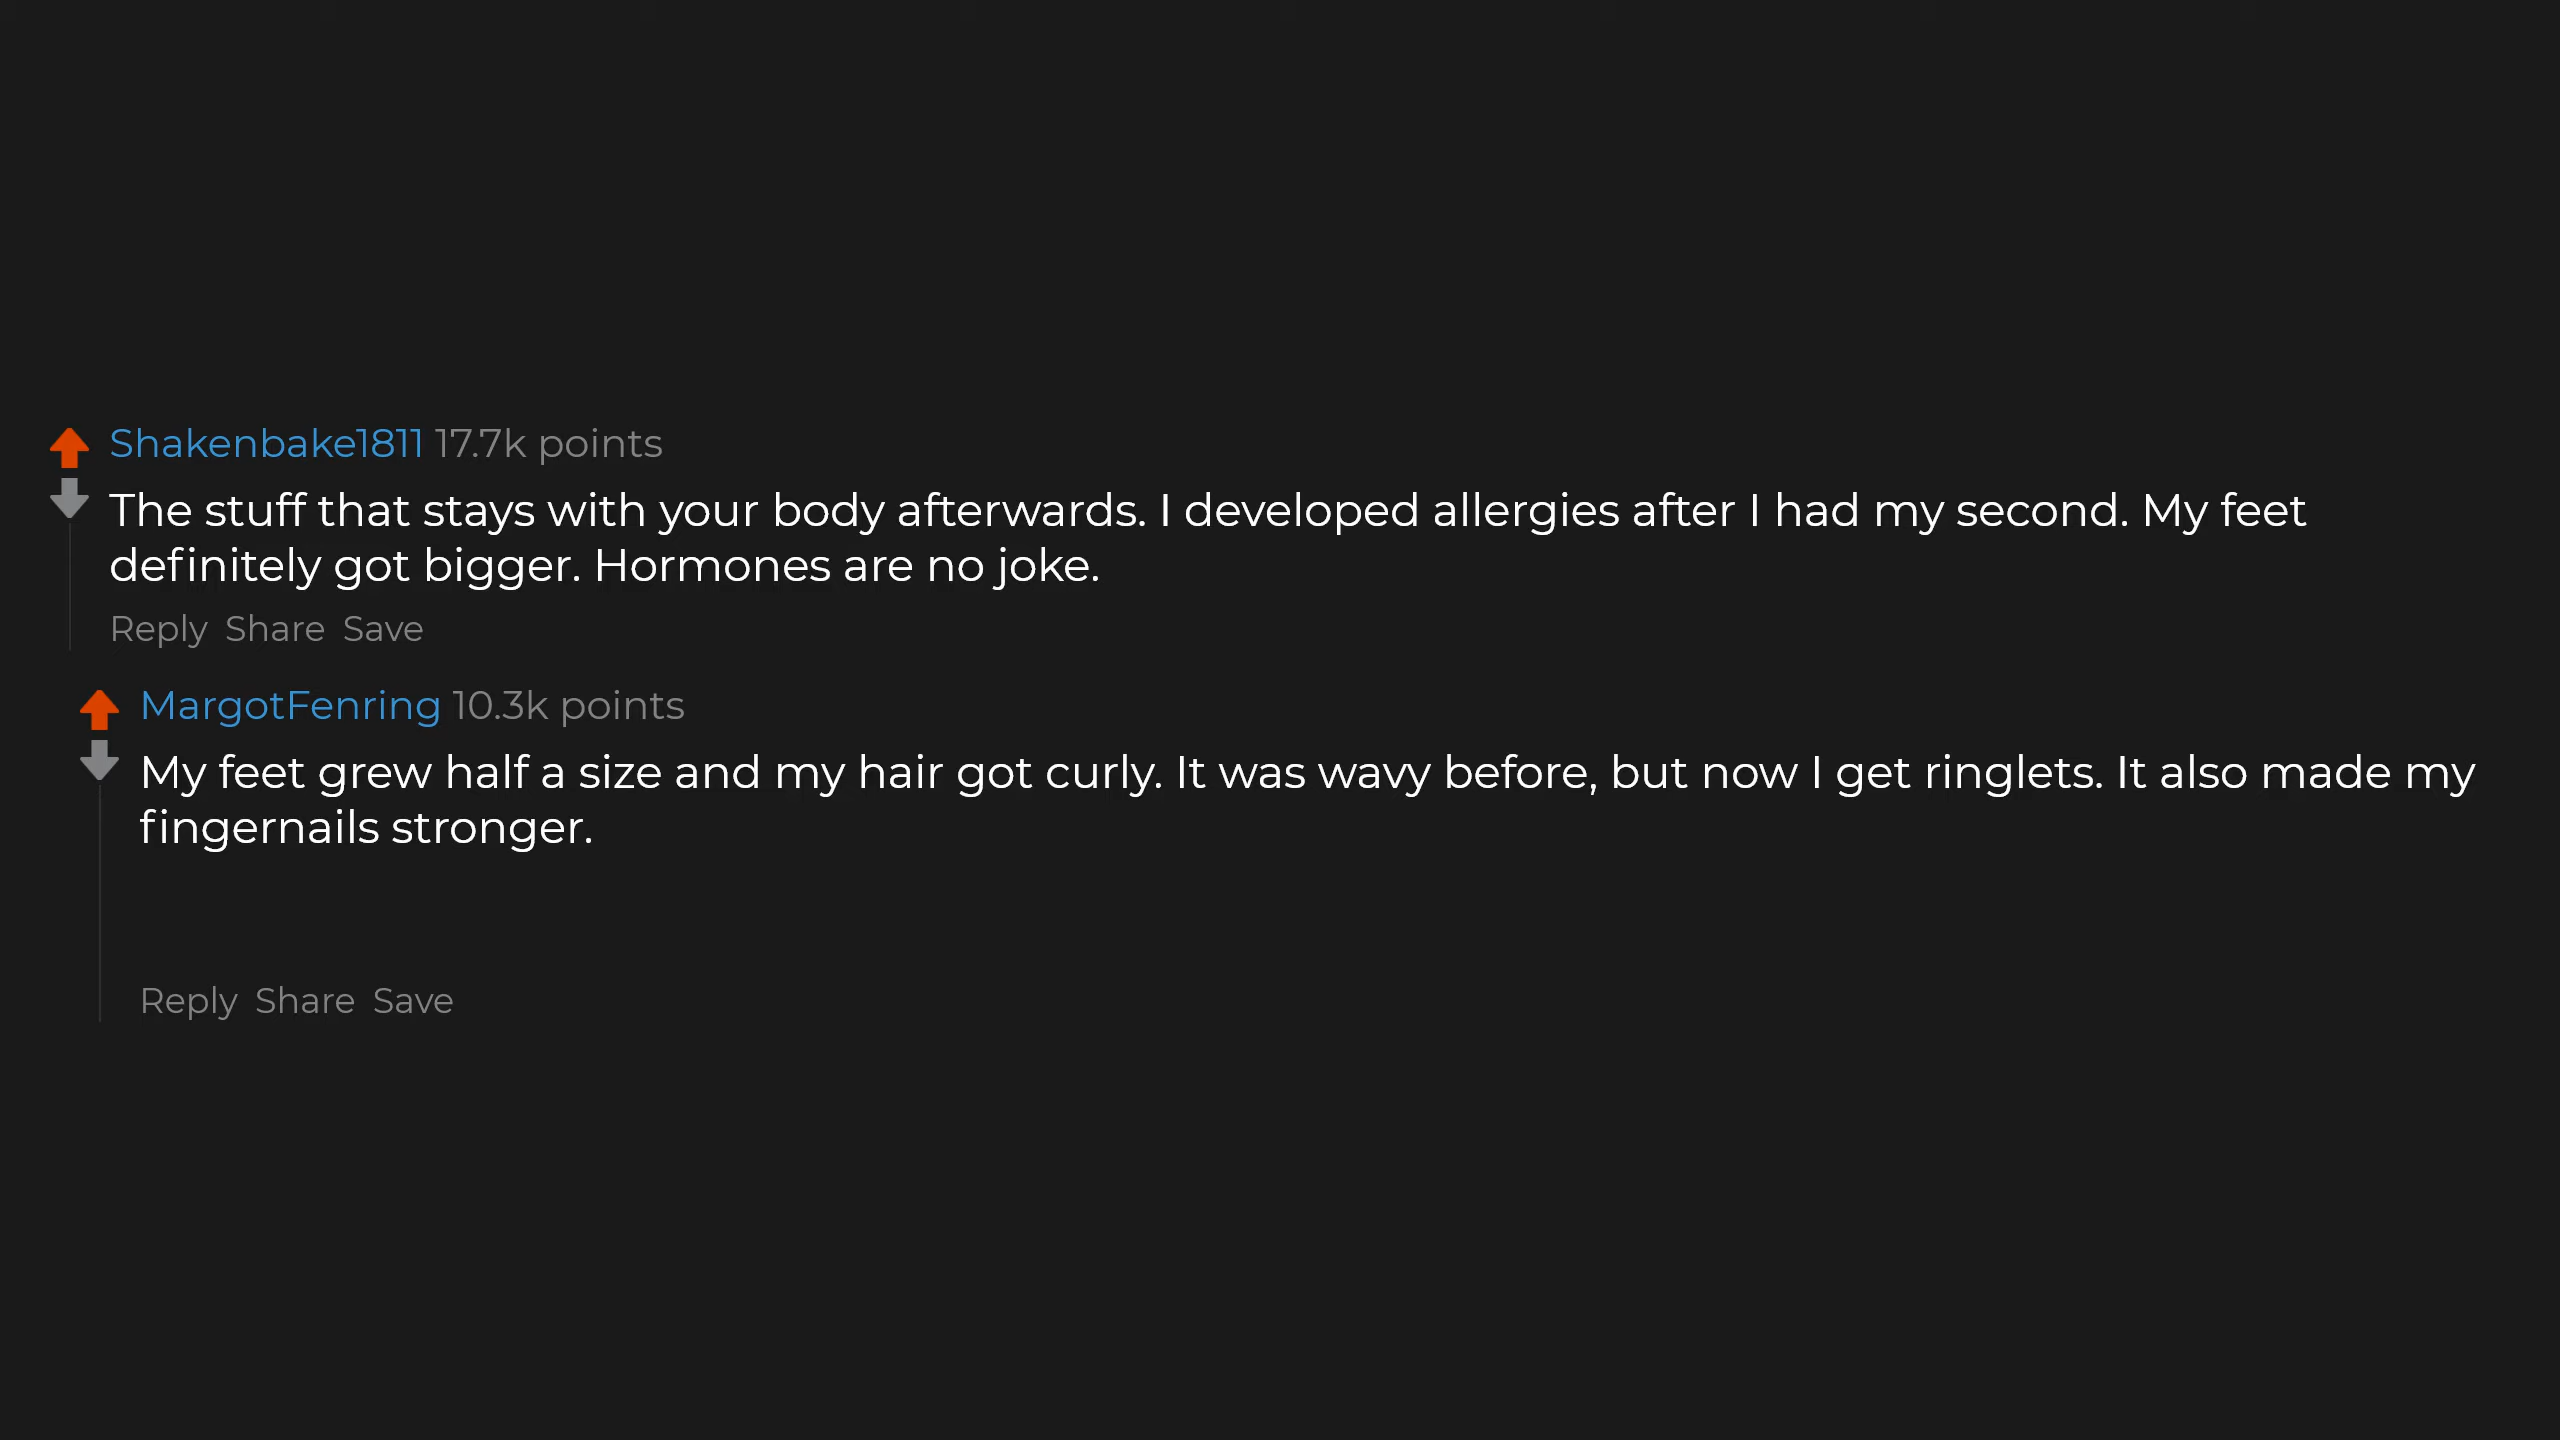 Shakenbake1811 17.7k points
The stuff that stays with your body afterwards. I developed allergies after I had my second. My feet
definitely got bigger. Hormones are no joke.
Reply Share Save
MargotFenring 10.3k points
My feet grew half a size and my hair got curly. It was wavy before, but now I get ringlets. It also made my
fingernails stronger.
Reply Share Save